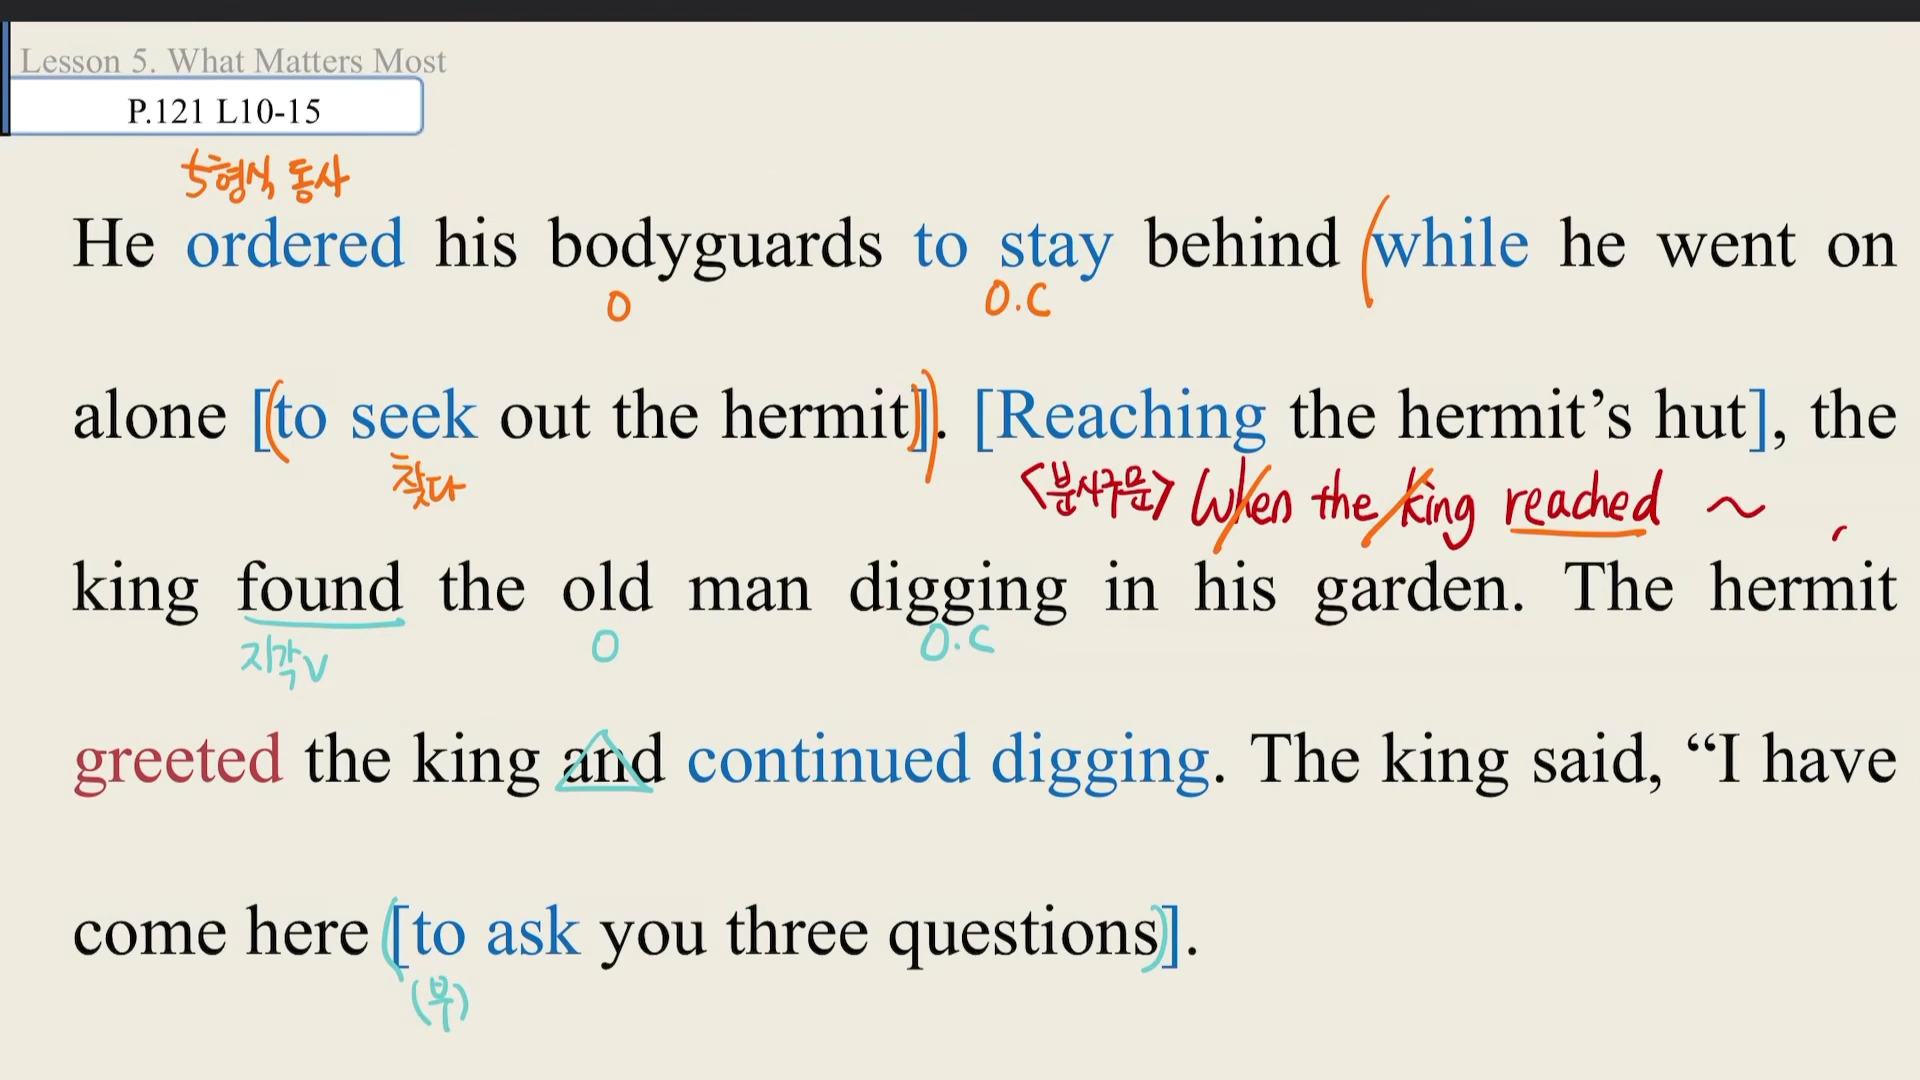 Lesson 5. What Matters Most
P.121 L10-15
5형식 동사
He ordered his bodyguards to stay behind (while he went on
O O.C
alone [(to seek out the hermit]). [Reaching the hermit’s hut], the
찾다 <분사구문> When the king reached ~ ,
king found the old man digging in his garden. The hermit
지각V O O.C
greeted the king and continued digging. The king said, “I have
come here ([to ask you three questions)].
(부)